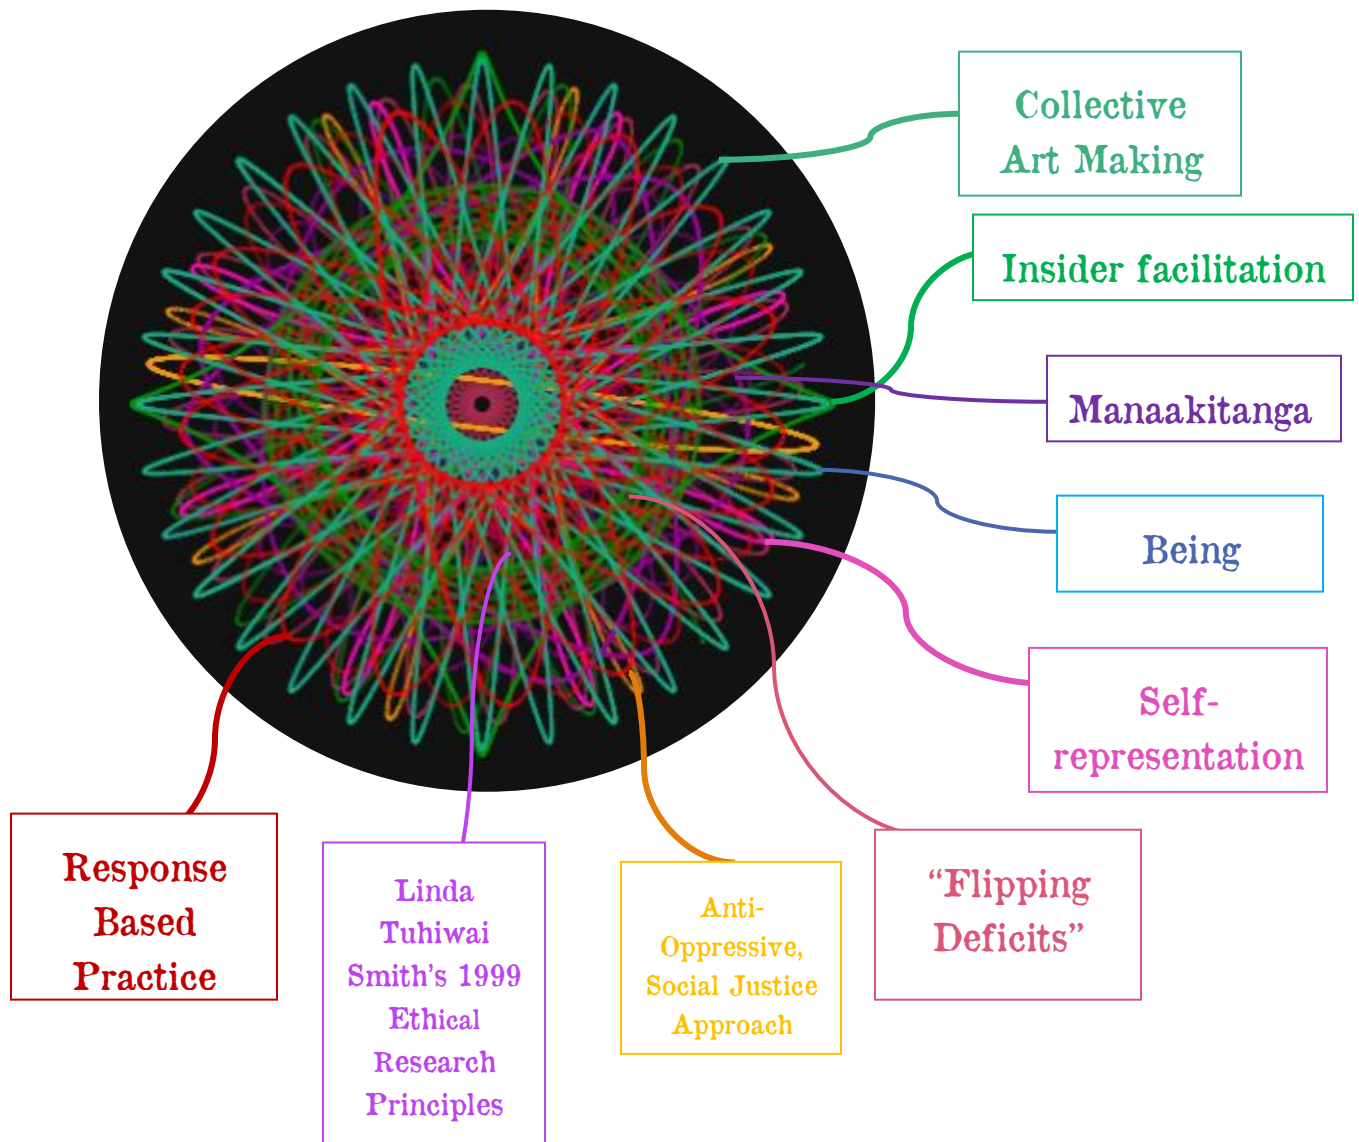 Collective
Art Making
Insider facilitation
Manaakitanga
Being
Self-
representation
“Flipping
Deficits”
Anti-
Oppressive,
Social Justice
Approach
Linda
Tuhiwai
Smith’s 1999
Ethical
Research
Principles
Response
Based
Practice